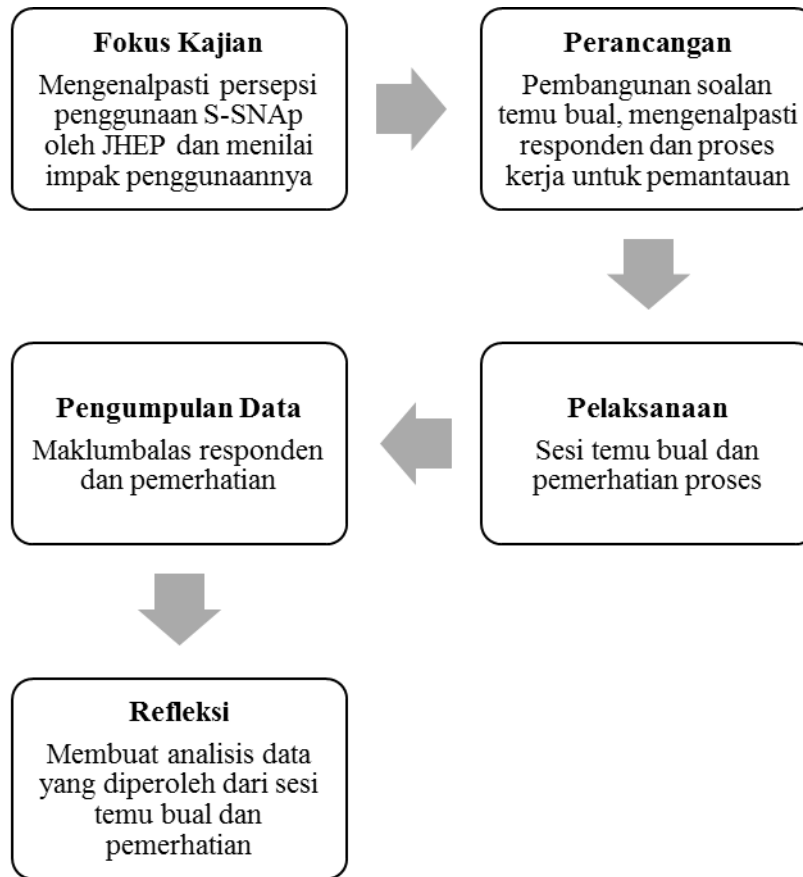 Fokus Kajian
Mengenalpasti persepsi
penggunaan S-SNAp
oleh JHEP dan menilai
impak penggunaannya
Perancangan
Pembangunan soalan
temu bual, mengenalpasti
responden dan proses
kerja untuk pemantauan
Pelaksanaan
Sesi temu bual dan
pemerhatian proses
Pengumpulan Data
Maklumbalas responden
dan pemerhatian
Refleksi
Membuat analisis data
yang diperoleh dari sesi
temu bual dan
pemerhatian